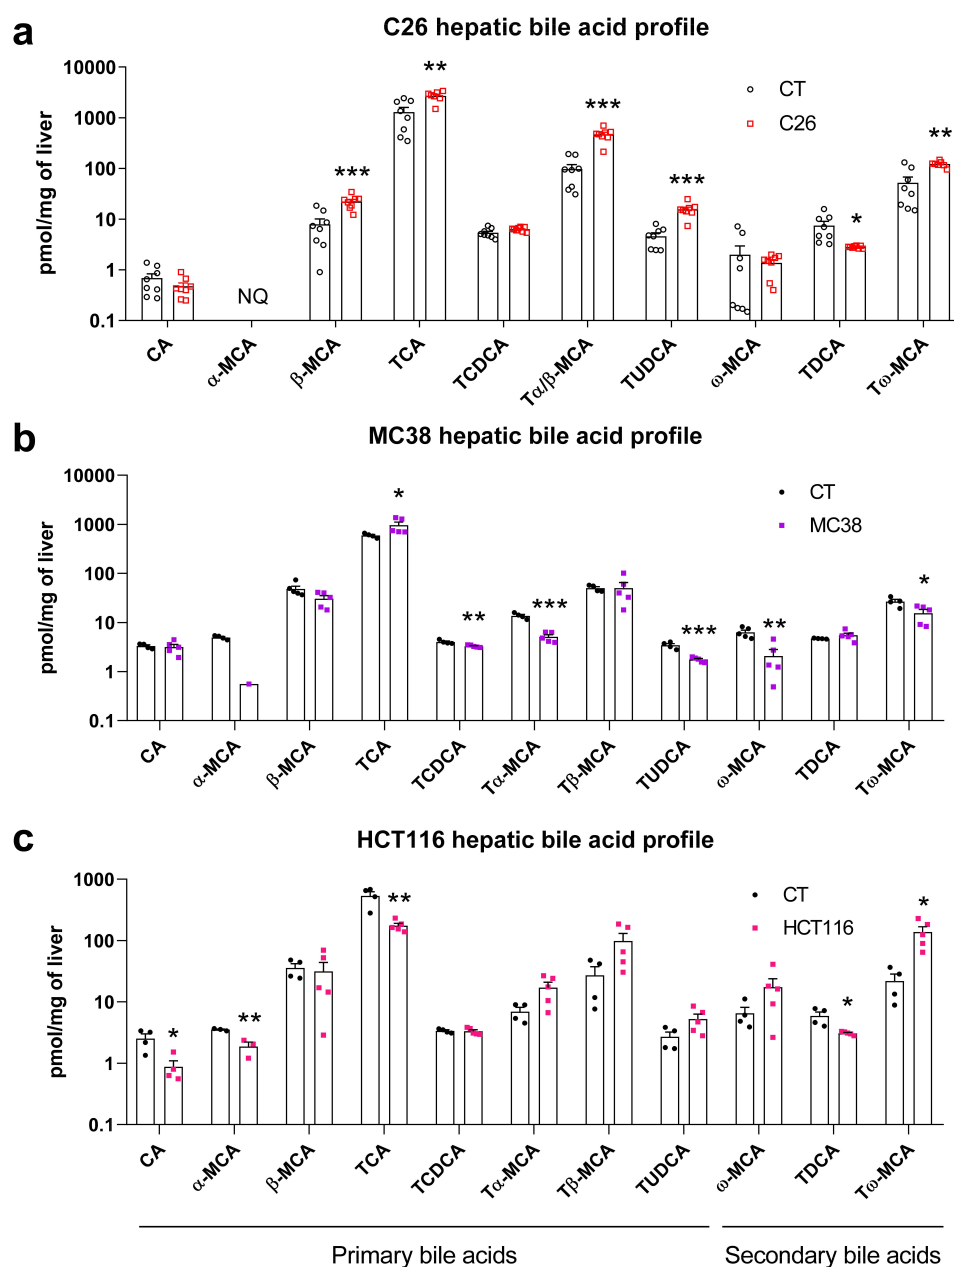 a
C26 hepatic bile acid profile
pmol/mg of liver
10000
1000
100
10
1
0.1
CT
C26
***
**
***
***
*
**
NQ
CA
α-MCA
β-MCA
TCA
TCDCA
Tα/β-MCA
TUDCA
ω-MCA
TDCA
Tω-MCA
b
MC38 hepatic bile acid profile
pmol/mg of liver
10000
1000
100
10
1
0.1
CT
MC38
*
**
***
***
**
*
CA
α-MCA
β-MCA
TCA
TCDCA
Tα-MCA
Tβ-MCA
TUDCA
ω-MCA
TDCA
Tω-MCA
c
HCT116 hepatic bile acid profile
pmol/mg of liver
1000
100
10
1
0.1
CT
HCT116
*
**
**
*
*
CA
α-MCA
β-MCA
TCA
TCDCA
Tα-MCA
Tβ-MCA
TUDCA
ω-MCA
TDCA
Tω-MCA
Primary bile acids
Secondary bile acids